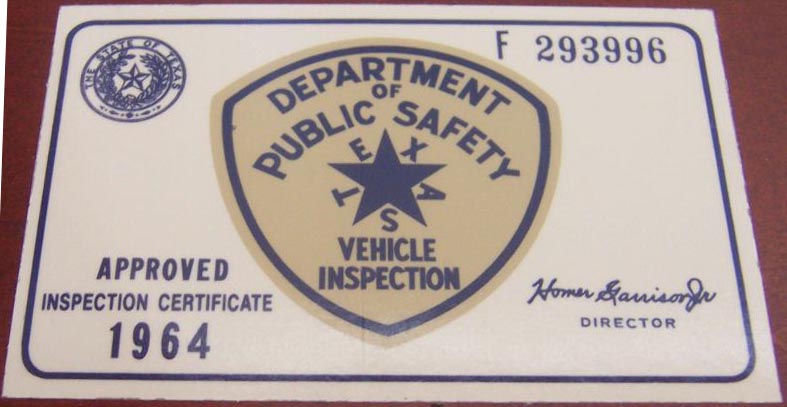 THE STATE OF TEXAS
F 293996
DEPARTMENT
OF
PUBLIC SAFETY
TEXAS
VEHICLE
INSPECTION
APPROVED
INSPECTION CERTIFICATE
1964
Homer Garrison Jr
DIRECTOR